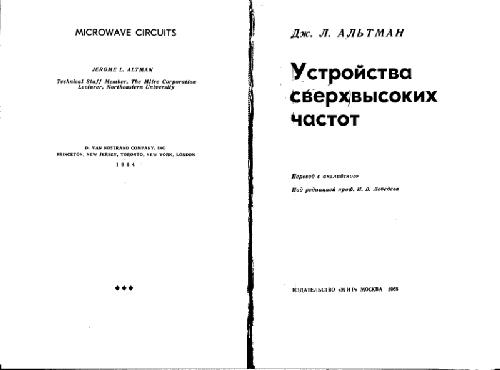 MICROWAVE CIRCUITS
JEROME L. ALTMAN
Technical Staff Member, The Mitre Corporation
Lecturer, Northeastern University
D. VAN NOSTRAND COMPANY, INC
PRINCETON, NEW JERSEY, TORONTO, NEW YORK, LONDON
1964
Дж. Л. АЛЬТМАН
Устройства
сверхвысоких
частот
Перевод с английского
Под редакцией проф. И. В. Лебедева
ИЗДАТЕЛЬСТВО «МИР» МОСКВА 1968